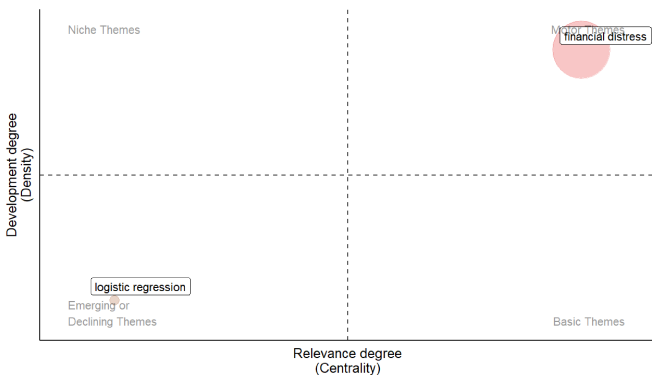 Niche Themes
Motor Themes
financial distress
Development degree
(Density)
logistic regression
Emerging or
Declining Themes
Basic Themes
Relevance degree
(Centrality)